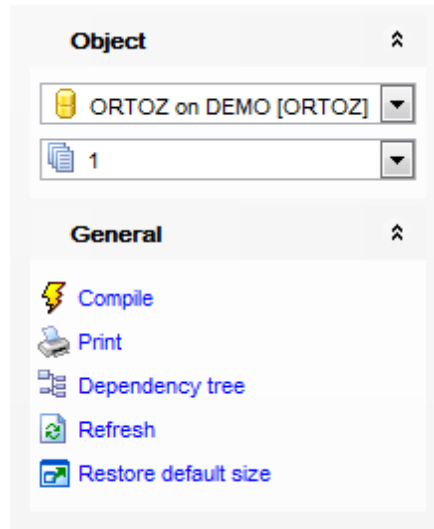 Object
ORTOZ on DEMO [ORTOZ]
1
General
Compile
Print
Dependency tree
Refresh
Restore default size